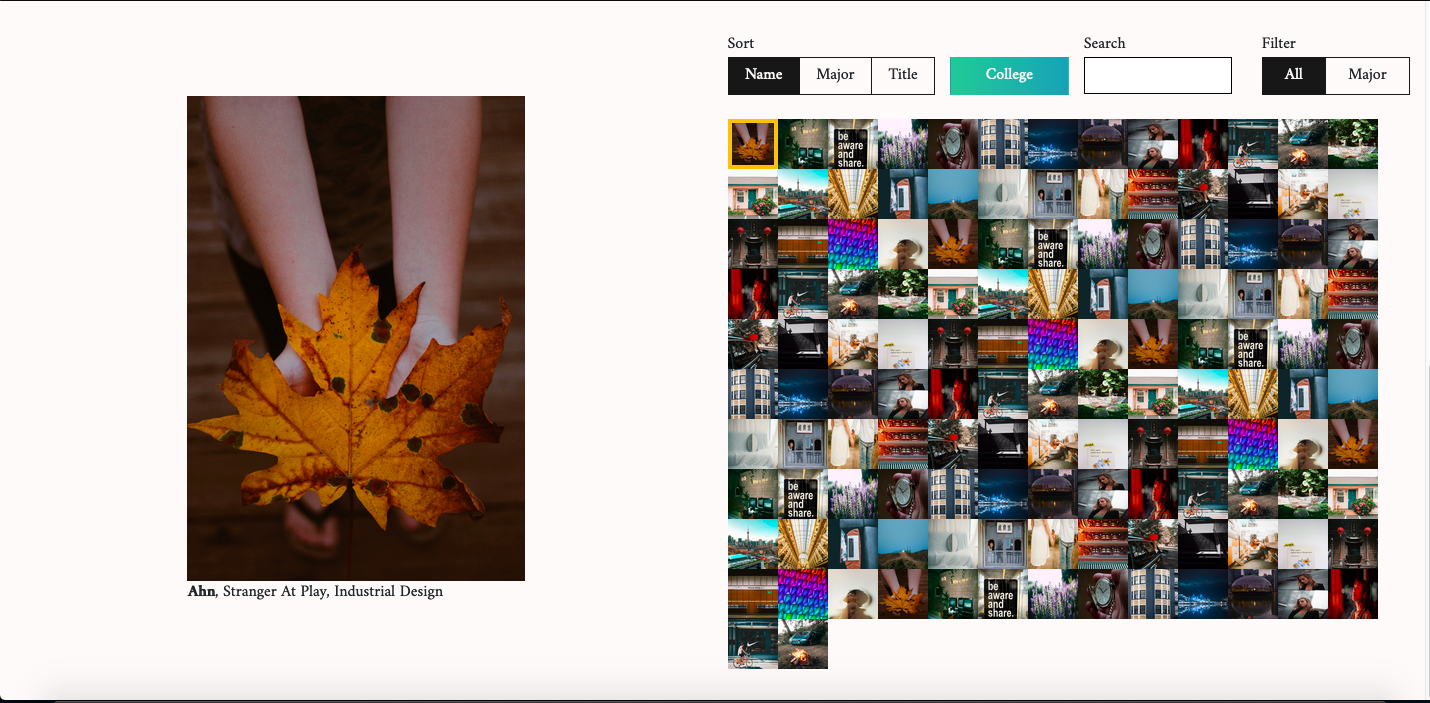 Sort
Search
Filter
Name
Major
Title
College
All
Major
be
aware
and
share.
be
aware
and
share.
be
aware
and
share.
be
aware
and
share.
be
aware
and
share.
Ahn, Stranger At Play, Industrial Design